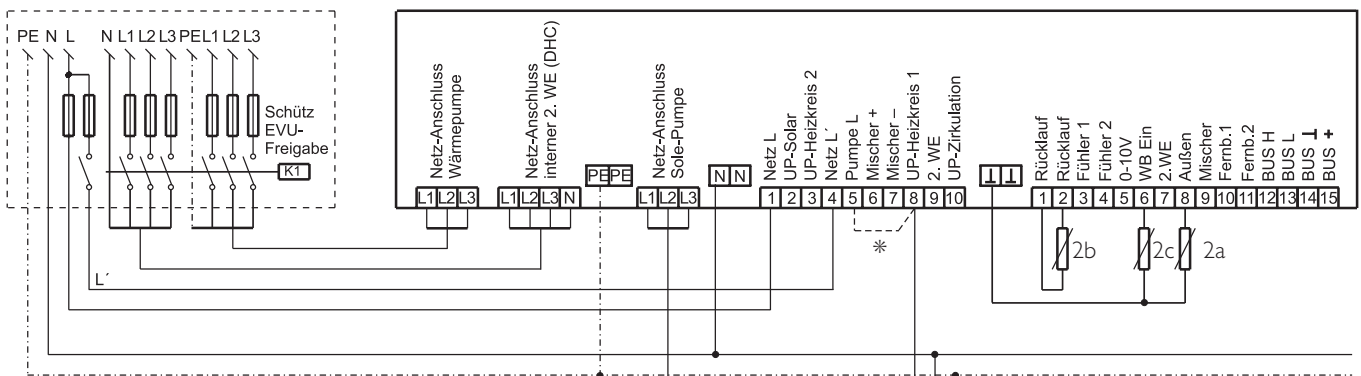 PE N L N L1 L2 L3 PE L1 L2 L3
Schütz
EVU-
Freigabe
K1
L´
Netz-Anschluss
Wärmepumpe
L1 L2 L3
Netz-Anschluss
interner 2. WE (DHC)
L1 L2 L3 N
PE PE
Netz-Anschluss
Sole-Pumpe
L1 L2 L3
N N
Netz L
UP-Solar
UP-Heizkreis 2
Netz L´
Pumpe L
Mischer +
Mischer –
UP-Heizkreis 1
2. WE
UP-Zirkulation
1 2 3 4 5 6 7 8 9 10
*
⊥ ⊥
Rücklauf
Rücklauf
Fühler 1
Fühler 2
0-10V
WB Ein
2.WE
Außen
Mischer
Fernb.1
Fernb.2
BUS H
BUS L
BUS ⊥
BUS +
1 2 3 4 5 6 7 8 9 10 11 12 13 14 15
2b
2c
2a